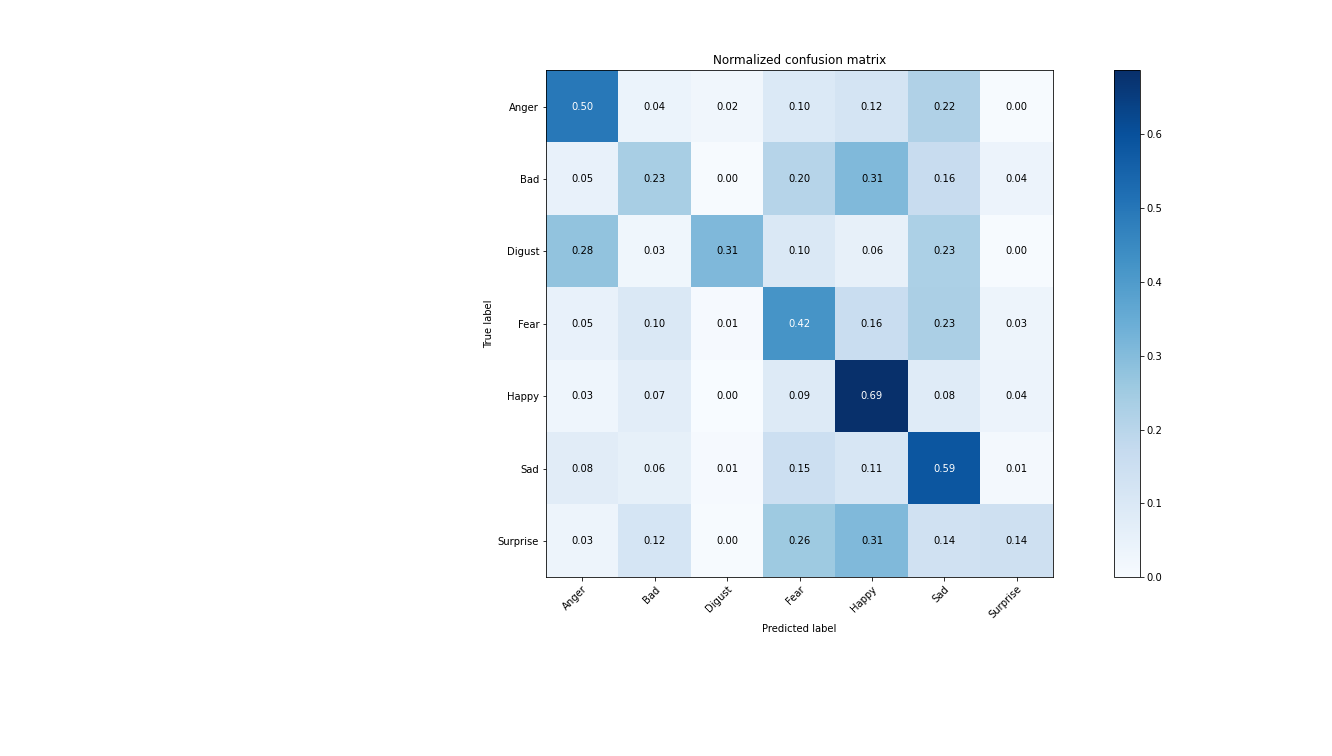 Normalized confusion matrix
Anger 0.50 0.04 0.02 0.10 0.12 0.22 0.00
Bad 0.05 0.23 0.00 0.20 0.31 0.16 0.04
Digust 0.28 0.03 0.31 0.10 0.06 0.23 0.00
Fear 0.05 0.10 0.01 0.42 0.16 0.23 0.03
Happy 0.03 0.07 0.00 0.09 0.69 0.08 0.04
Sad 0.08 0.06 0.01 0.15 0.11 0.59 0.01
Surprise 0.03 0.12 0.00 0.26 0.31 0.14 0.14
True label
Anger Bad Digust Fear Happy Sad Surprise
Predicted label
0.6
0.5
0.4
0.3
0.2
0.1
0.0